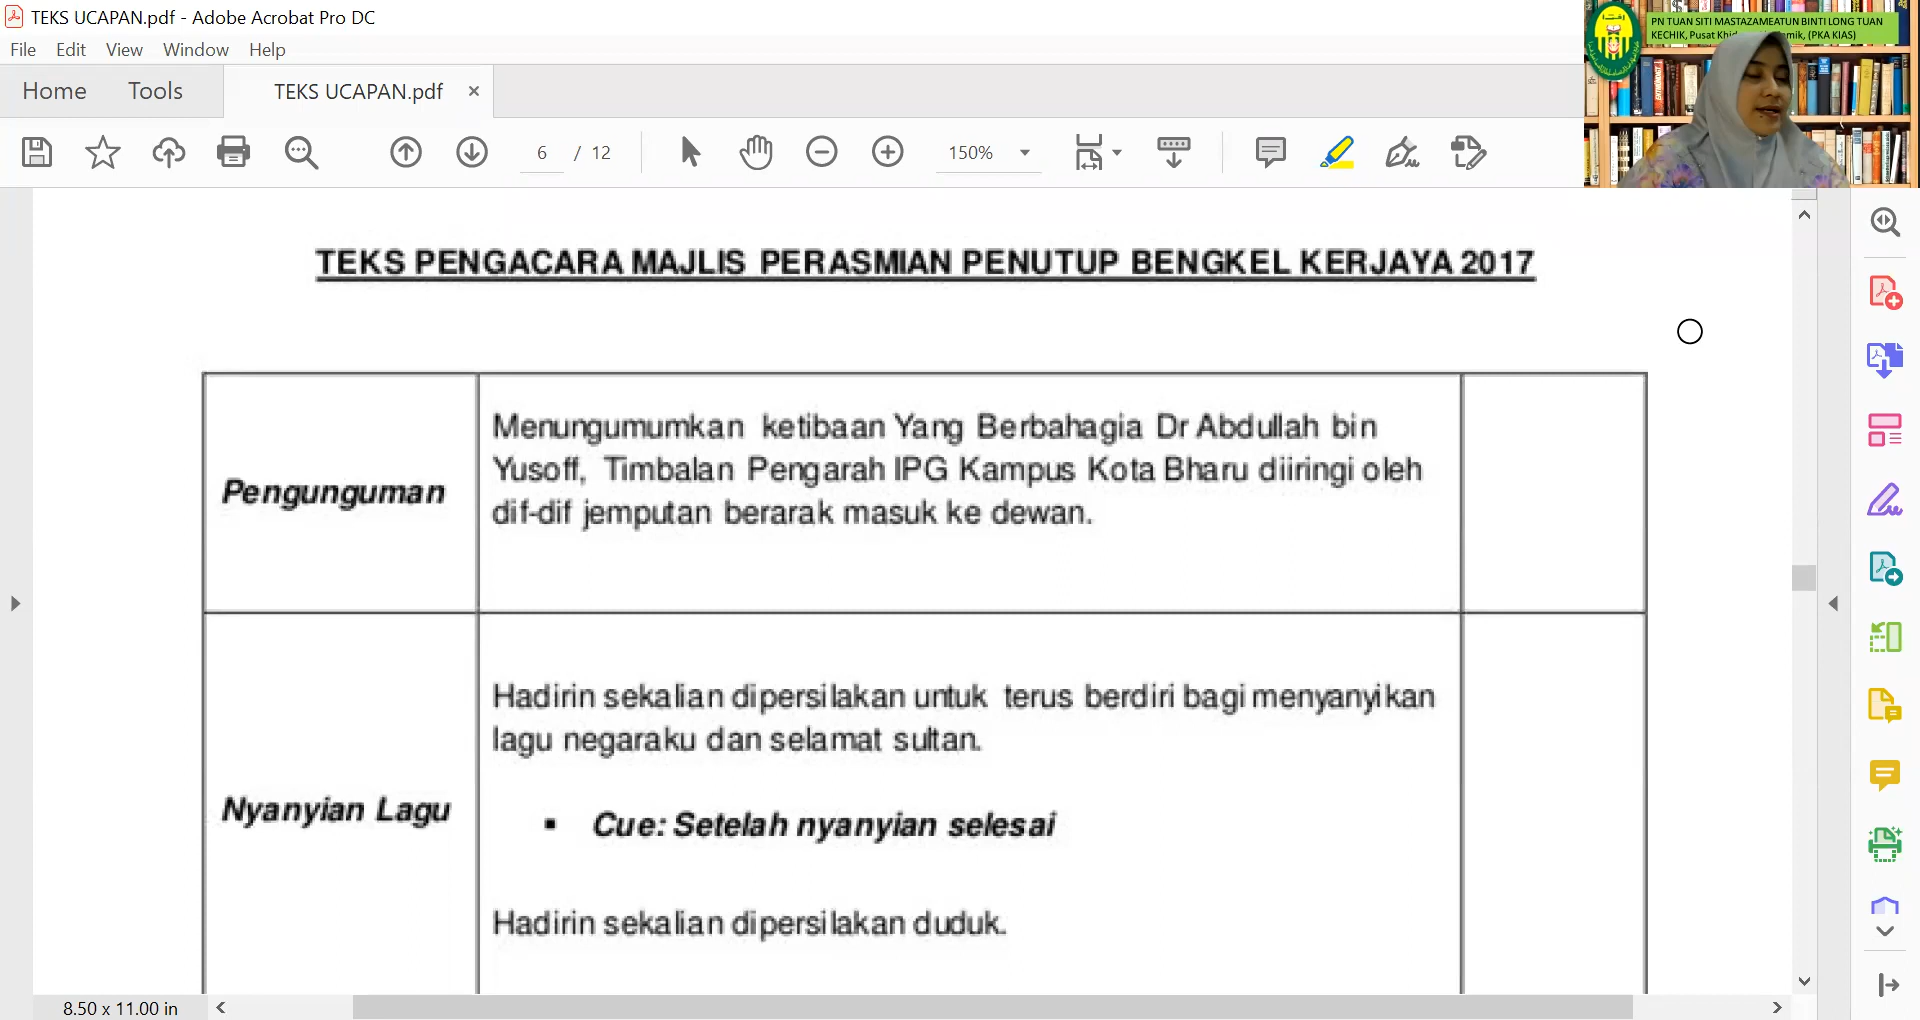 TEKS UCAPAN.pdf - Adobe Acrobat Pro DC
File Edit View Window Help
Home Tools TEKS UCAPAN.pdf ×
6 / 12 150%
PN TUAN SITI MASTAZAMEATUN BINTI LONG TUAN
KECHIK, Pusat (PKA KIAS)
TEKS PENGACARA MAJLIS PERASMIAN PENUTUP BENGKEL KERJAYA 2017
Pengunguman
Menungumumkan ketibaan Yang Berbahagia Dr Abdullah bin
Yusoff, Timbalan Pengarah IPG Kampus Kota Bharu diiringi oleh
dif-dif jemputan berarak masuk ke dewan.
Nyanyian Lagu
Hadirin sekalian dipersilakan untuk terus berdiri bagi menyanyikan
lagu negaraku dan selamat sultan.
▪ Cue: Setelah nyanyian selesai
Hadirin sekalian dipersilakan duduk.
8.50 x 11.00 in